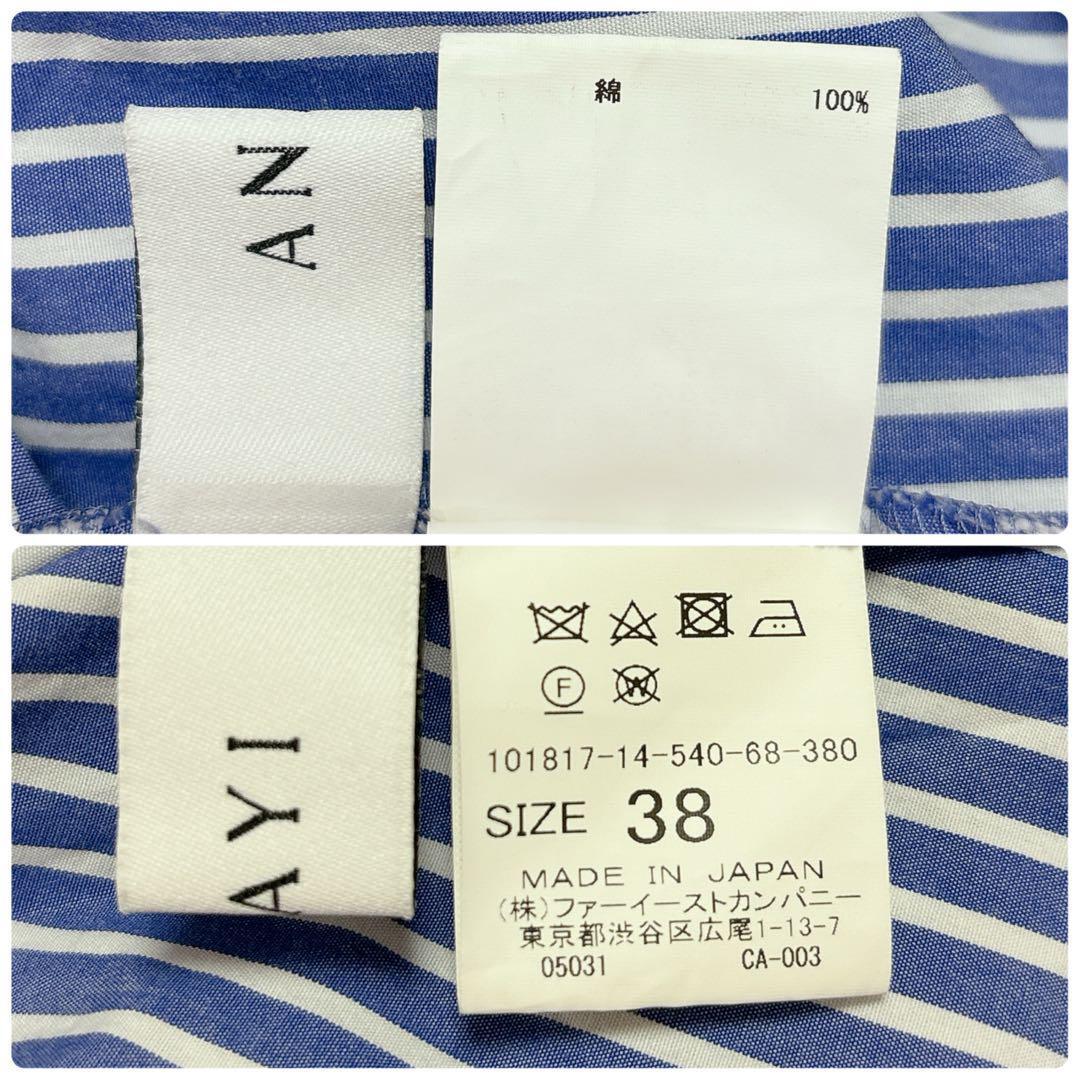 AN
綿 100%
AYI
F
W
101817-14-540-68-380
SIZE 38
MADE IN JAPAN
(株)ファーイーストカンパニー
東京都渋谷区広尾1-13-7
05031 CA-003